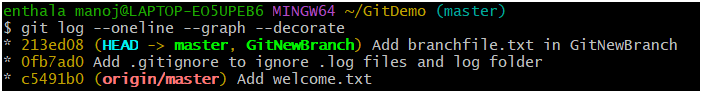 enthala manoj@LAPTOP-EO5UPEB6 MINGW64 ~/GitDemo (master)
$ git log --oneline --graph --decorate
* 213ed08 (HEAD -> master, GitNewBranch) Add branchfile.txt in GitNewBranch
* 0fb7ad0 Add .gitignore to ignore .log files and log folder
* c5491b0 (origin/master) Add welcome.txt